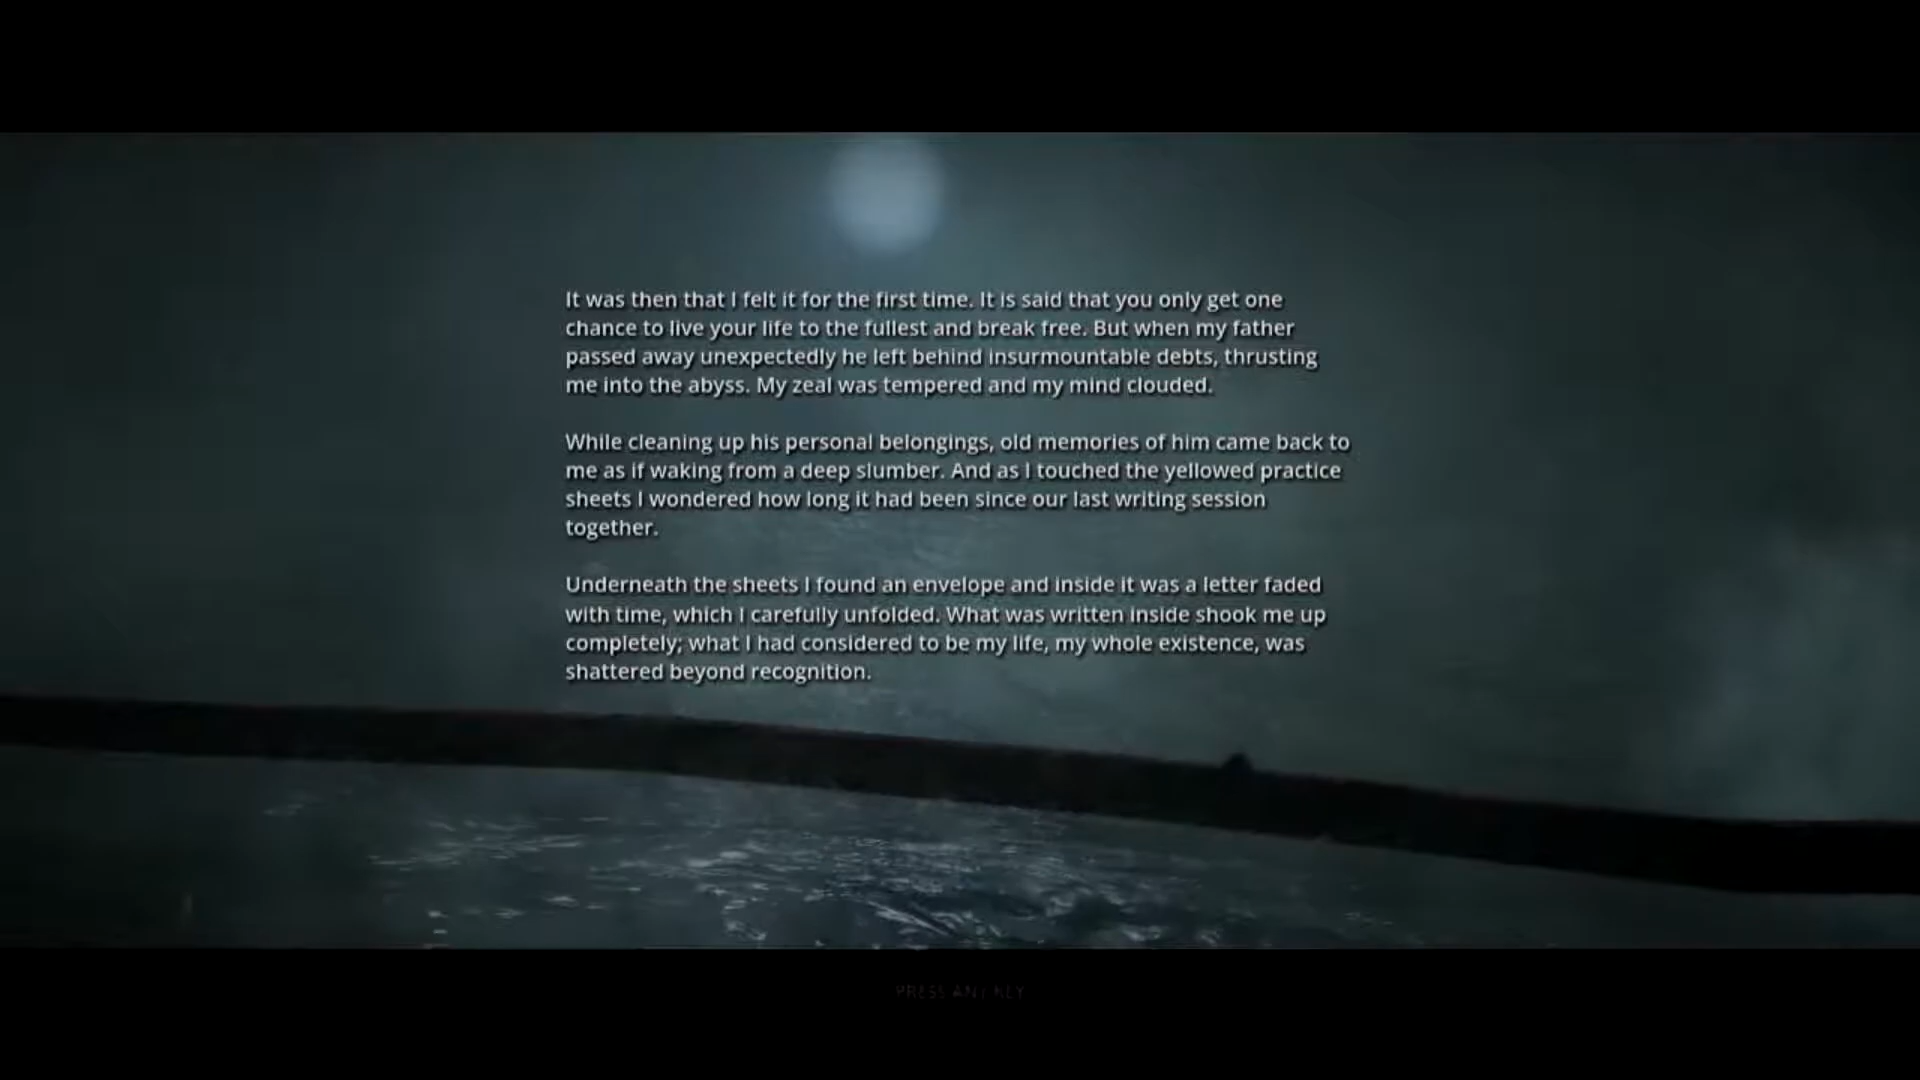 It was then that I felt it for the first time. It is said that you only get one
chance to live your life to the fullest and break free. But when my father
passed away unexpectedly he left behind insurmountable debts, thrusting
me into the abyss. My zeal was tempered and my mind clouded.
While cleaning up his personal belongings, old memories of him came back to
me as if waking from a deep slumber. And as I touched the yellowed practice
sheets I wondered how long it had been since our last writing session
together.
Underneath the sheets I found an envelope and inside it was a letter faded
with time, which I carefully unfolded. What was written inside shook me up
completely; what I had considered to be my life, my whole existence, was
shattered beyond recognition.
PRESS ANY KEY